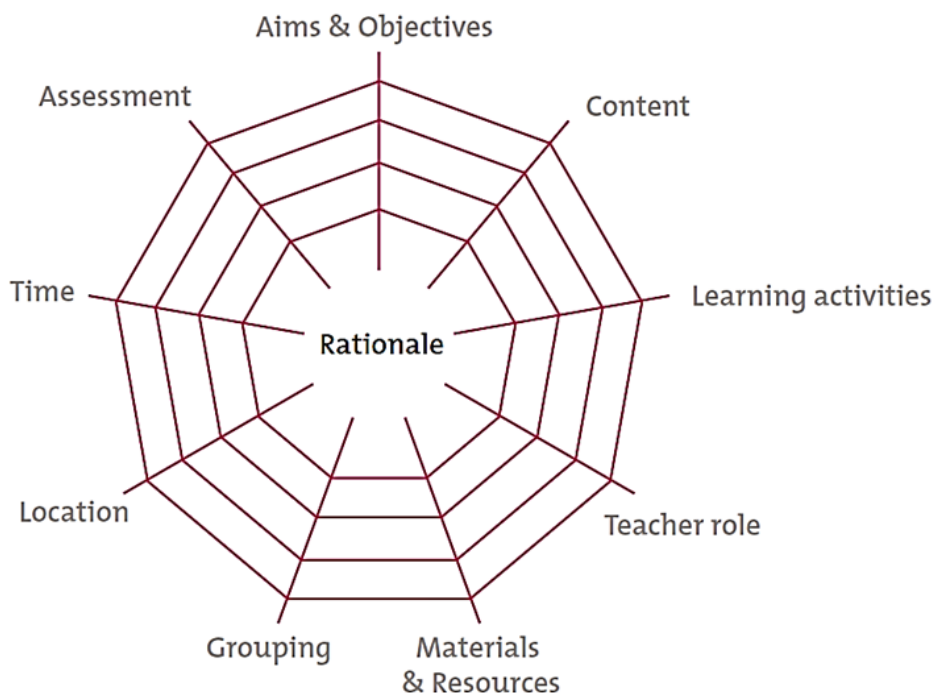 Aims & Objectives
Assessment
Content
Time
Learning activities
Rationale
Location
Teacher role
Grouping
Materials
& Resources